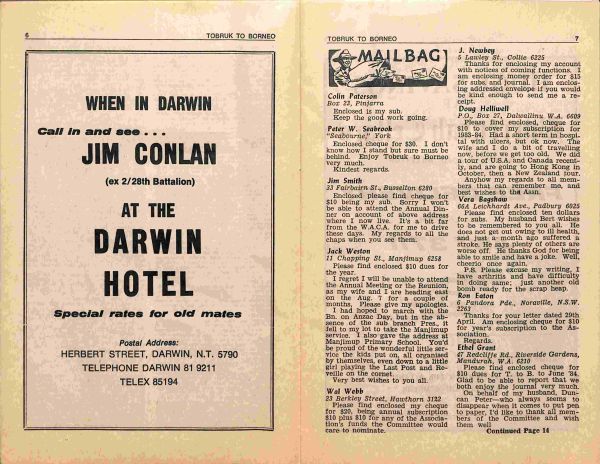 6
TOBRUK TO BORNEO
WHEN IN DARWIN
Call in and see . . .
JIM CONLAN
(ex 2/28th Battalion)
AT THE
DARWIN
HOTEL
Special rates for old mates
Postal Address:
HERBERT STREET, DARWIN, N.T. 5790
TELEPHONE DARWIN 81 9211
TELEX 85194
TOBRUK TO BORNEO
7
MAILBAG
Colin Paterson
Box 22, Pinjarra
Enclosed is my sub.
Keep the good work going.
Peter W. Seabrook
"Seabourne," York
Enclosed cheque for $30. I don't
know how I stand but sure must be
behind. Enjoy Tobruk to Borneo
very much.
Kindest regards.
Jim Smith
33 Fairbairn St., Busselton 6280
Enclosed please find cheque for
$10 being my sub. Sorry I won't
be able to attend the Annual Din-
ner on account of above address
where I now live. It's a bit far
from the W.A.C.A. for me to drive
these days. My regards to all the
chaps when you see them.
Jack Weston
11 Chopping St., Manjimup 6258
Please find enclosed $10 dues for
the year.
I regret I will be unable to attend
the Annual Meeting or the Reunion,
as my wife and I are heading east
on the Aug. 7 for a couple of
months. Please give my apologies.
I had hoped to march with the
Bn. on Anzac Day, but in the ab-
sence of the sub branch Pres., it
fell to my lot to take the Manjimup
service. I also gave the address at
Manjimup Primary School. You'd
be proud of the wonderful little ser-
vice the kids put on, all organised
by themselves, even down to a little
girl playing the Last Post and Re-
veille on the cornet
Very best wishes to you all.
Wal Webb
23 Berkley Street, Hawthorn 3122
Please find enclosed my cheque
for $20, being annual subscription
$10 plus $10 for any of the Associa-
tion's funds the Committee would
care to nominate.
J. Newbey
5 Lawley St., Collie 6225
Thanks for enclosing my account
with notices of coming functions. I
am enclosing money order for $15
for subs. and journal. I am enclos-
ing addressed envelope if you would
be kind enough to send me a re-
ceipt.
Doug Helliwell
P.O., Box 27, Dalwallinu, W.A. 6609
Please find enclosed, cheque for
$10 to cover my subscription for
1983-84. Had a short term in hospi-
tal with ulcers, but ok now. The
wife and I do a bit of travelling
now, before we get too old. We did
a tour of U.S.A. and Canada recent-
ly, and are going to Hong Kong in
October, then a New Zealand tour.
Anyhow my regards to all mem-
bers that can remember me, and
best wishes to the Assn.
Vera Bagshaw
66A Leichhardt Ave., Padbury 6025
Please find enclosed ten dollars
for subs. My husband Bert wishes
to be remembered to you all. He
does not get out owing to ill health,
and just a month ago suffered a
stroke. He says plenty of others are
worse off. He thanks God for being
able to smile and have a joke. Well,
cheerio once again.
P.S. Please excuse my writing, I
have arthritis and have difficulty
in doing same; just another old
bomb ready for the scrap heap.
Ron Eaton
6 Pandora Pde., Noraville, N.S.W.
2263
Thanks for your letter dated 29th
April. Am enclosing cheque for $10
for year's subscription to the As-
sociation.
Regards.
Ethel Grant
47 Redcliffe Rd., Riverside Gardens,
Mandurah, W.A. 6210
Please find enclosed cheque for
$10 dues for T. to B. to June '84.
Glad to be able to report that we
both enjoy the journal very much.
On behalf of my husband, Dun-
can Peter—who always seems to
disappear when it comes to put pen
to paper, I'd like to thank all mem-
bers of the Committee and wish
them well
Continued Page 14